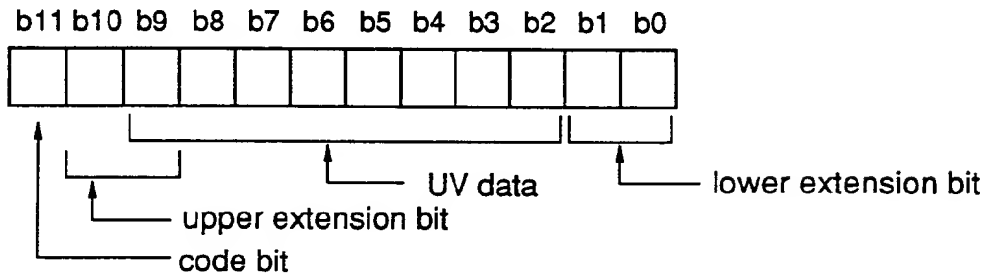 b11 b10 b9 b8 b7 b6 b5 b4 b3 b2 b1 b0
UV data
lower extension bit
upper extension bit
code bit